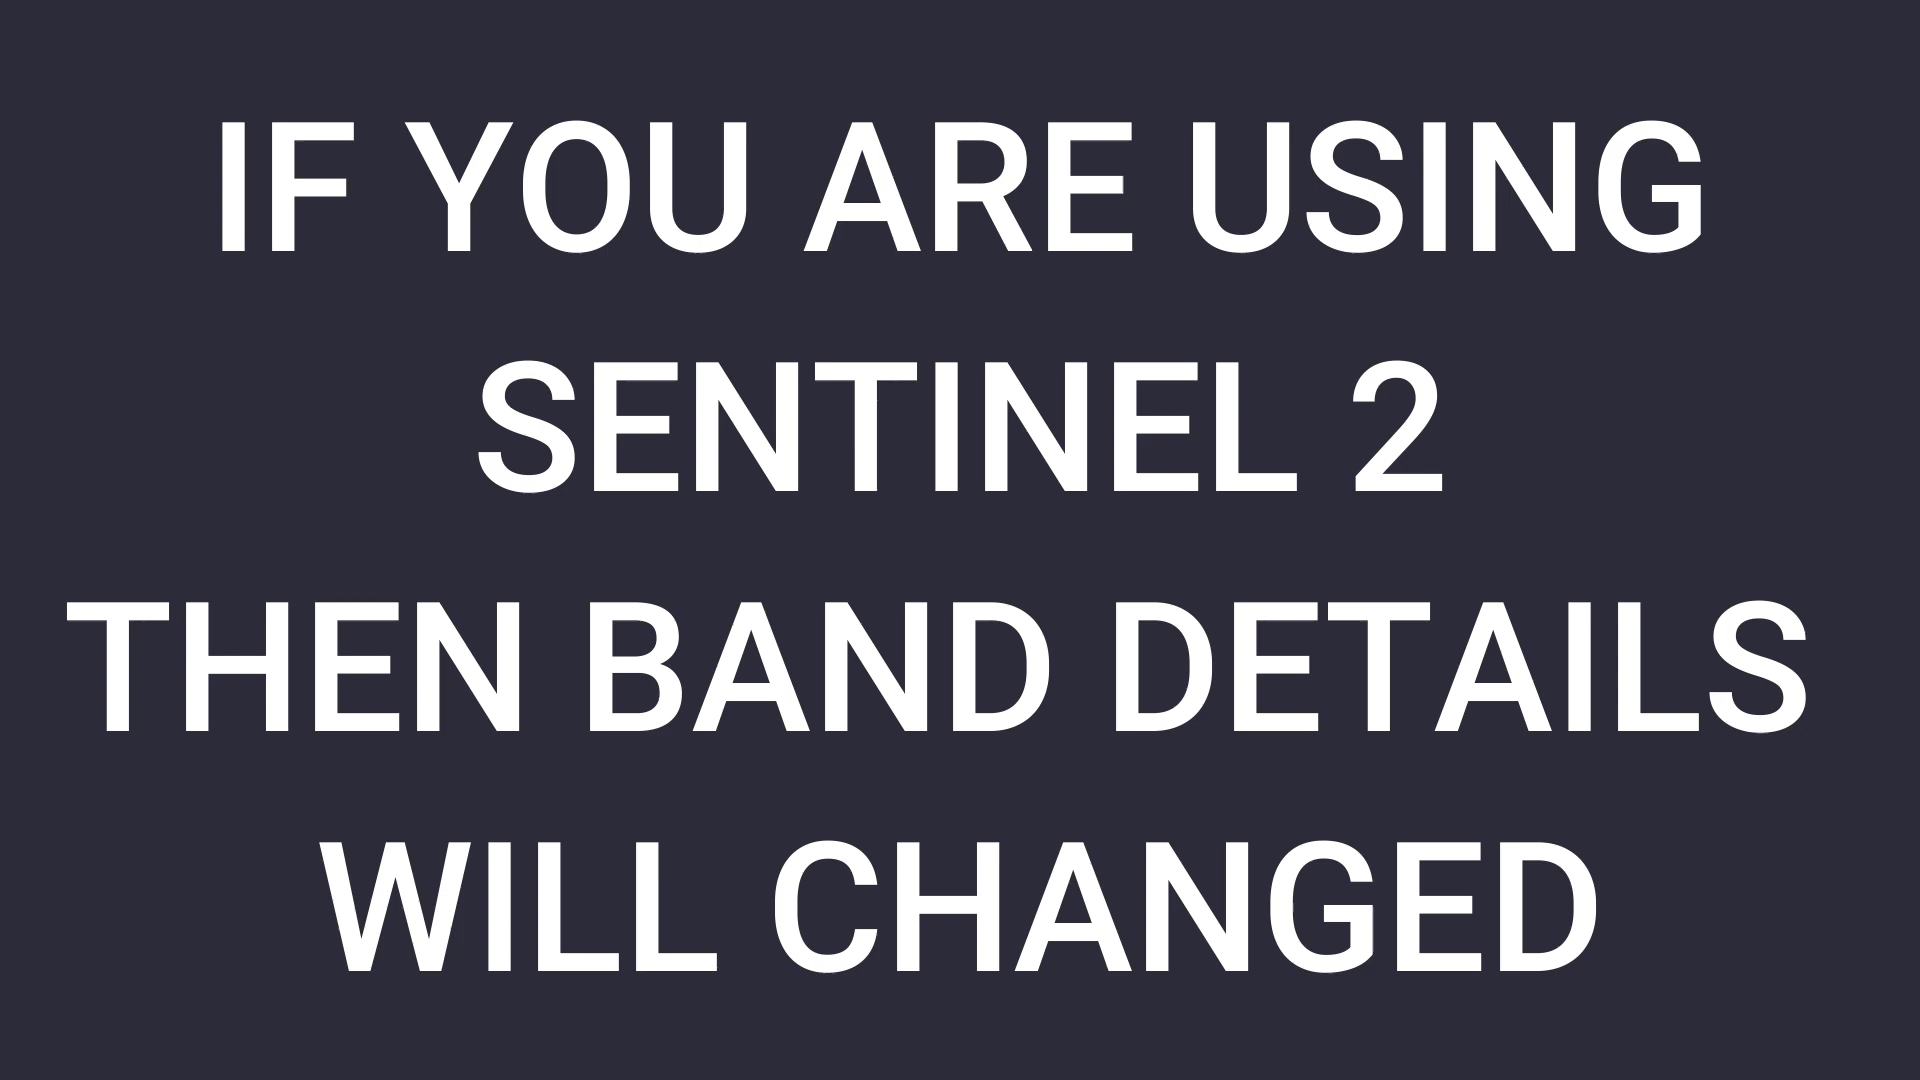 IF YOU ARE USING
SENTINEL 2
THEN BAND DETAILS
WILL CHANGED